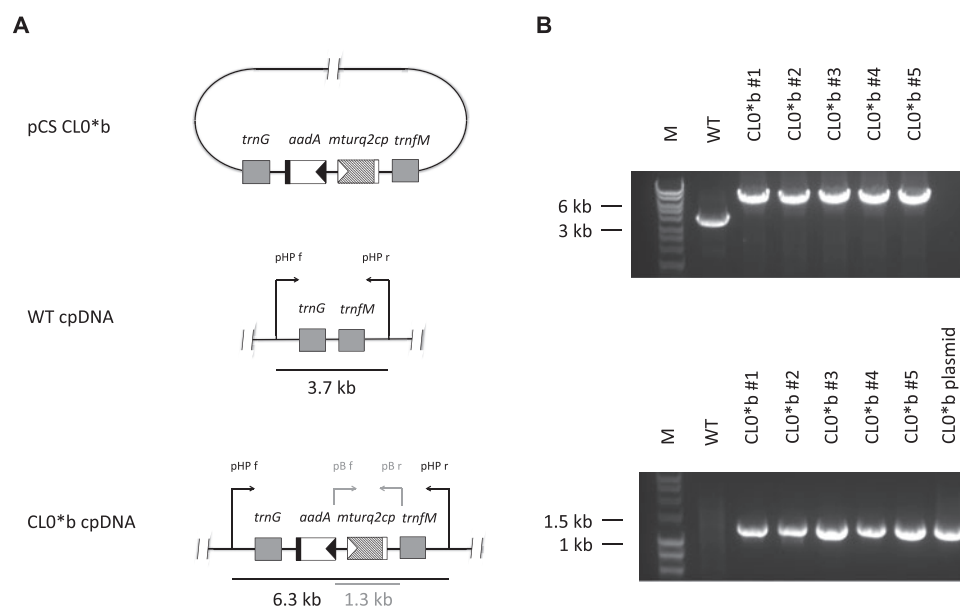 A
pCS CL0*b
trnG aadA mturq2cp trnfM
WT cpDNA
pHP f pHP r
trnG trnfM
3.7 kb
CL0*b cpDNA
pHP f pB f pB r pHP r
trnG aadA mturq2cp trnfM
6.3 kb 1.3 kb
B
M
WT
CL0*b #1
CL0*b #2
CL0*b #3
CL0*b #4
CL0*b #5
6 kb
3 kb
M
WT
CL0*b #1
CL0*b #2
CL0*b #3
CL0*b #4
CL0*b #5
CL0*b plasmid
1.5 kb
1 kb